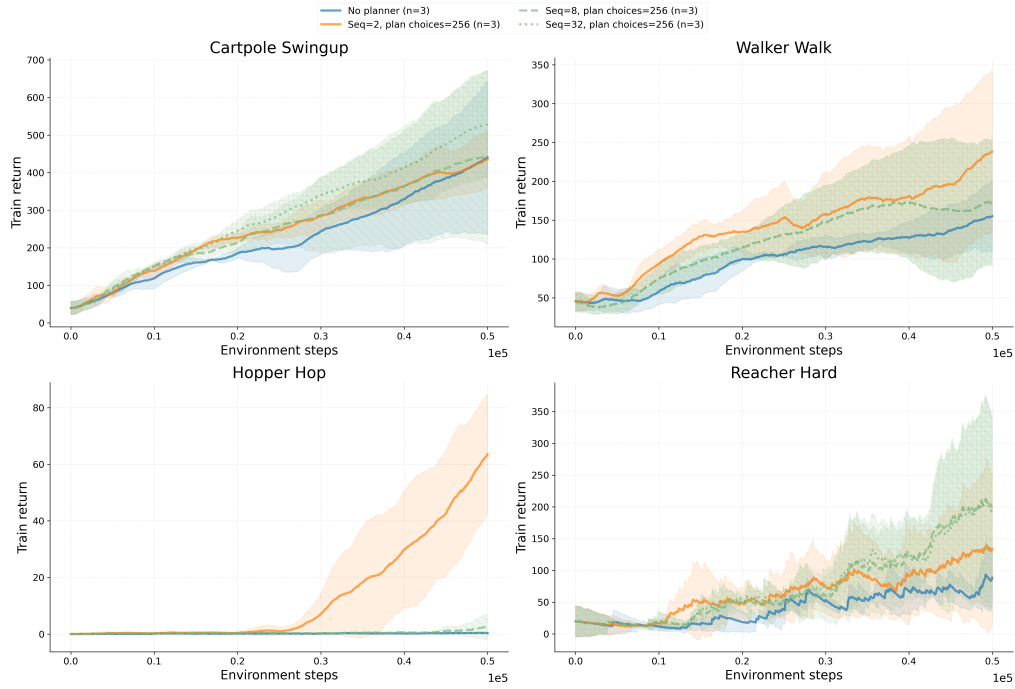 No planner (n=3)
Seq=2, plan choices=256 (n=3)
Seq=8, plan choices=256 (n=3)
Seq=32, plan choices=256 (n=3)
Cartpole Swingup
700
600
500
400
300
200
100
0
Train return
0.0 0.1 0.2 0.3 0.4 0.5
Environment steps
1e5
Walker Walk
350
300
250
200
150
100
50
Train return
0.0 0.1 0.2 0.3 0.4 0.5
Environment steps
1e5
Hopper Hop
80
60
40
20
0
Train return
0.0 0.1 0.2 0.3 0.4 0.5
Environment steps
1e5
Reacher Hard
350
300
250
200
150
100
50
0
Train return
0.0 0.1 0.2 0.3 0.4 0.5
Environment steps
1e5